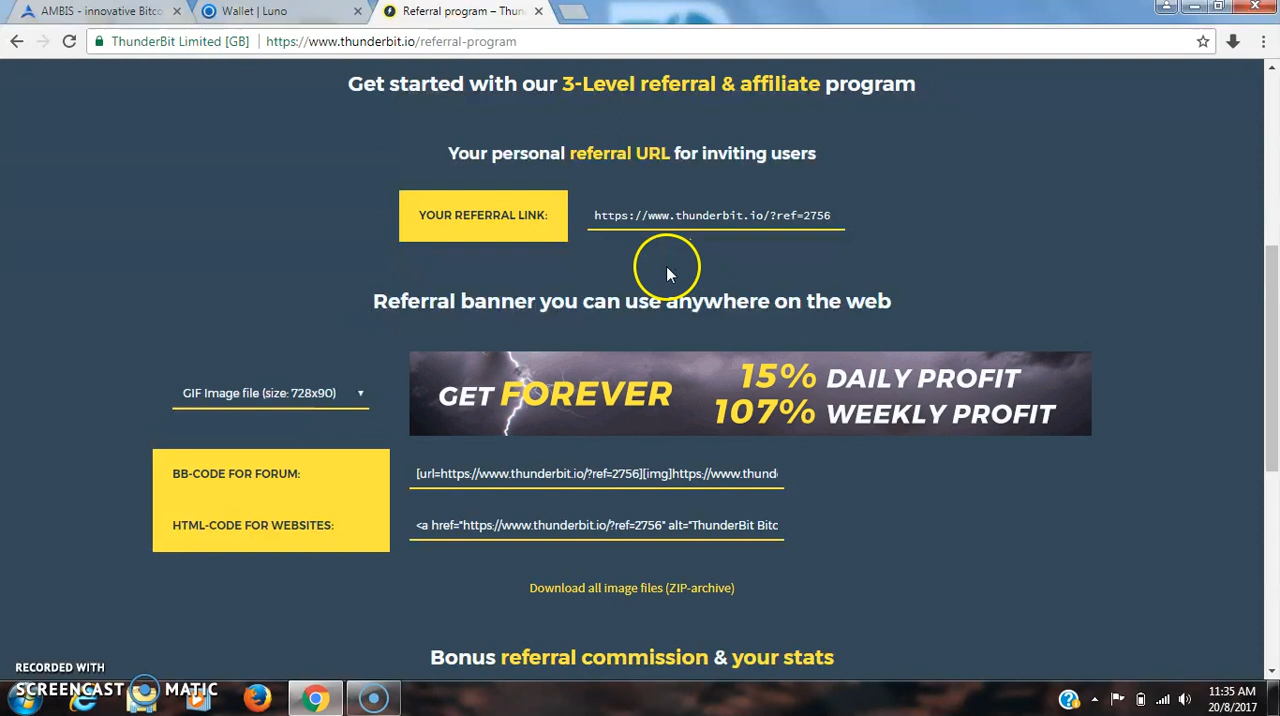 AMBIS - innovative Bitco
Wallet | Luno
Referral program – Thun
ThunderBit Limited [GB]
https://www.thunderbit.io/referral-program
Get started with our 3-Level referral & affiliate program
Your personal referral URL for inviting users
YOUR REFERRAL LINK:
https://www.thunderbit.io/?ref=2756
Referral banner you can use anywhere on the web
GIF Image file (size: 728x90)
GET FOREVER
15% DAILY PROFIT
107% WEEKLY PROFIT
BB-CODE FOR FORUM:
[url=https://www.thunderbit.io/?ref=2756][img]https://www.thund
HTML-CODE FOR WEBSITES:
<a href="https://www.thunderbit.io/?ref=2756" alt="ThunderBit Bitc
Download all image files (ZIP-archive)
Bonus referral commission & your stats
RECORDED WITH
SCREENCAST MATIC
11:35 AM
20/8/2017